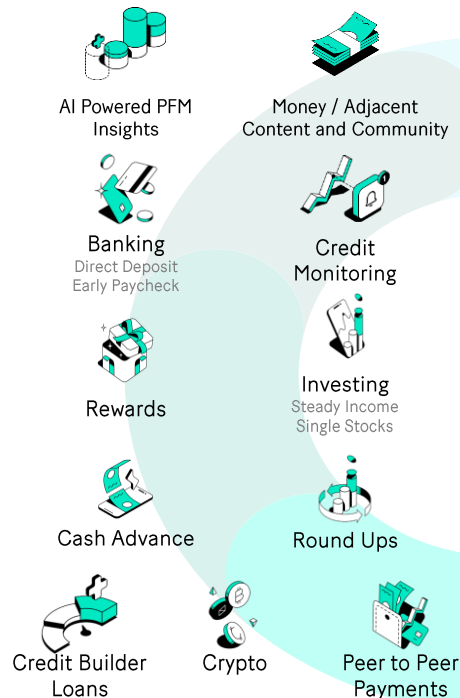 AI Powered PFM
Insights
Money / Adjacent
Content and Community
Banking
Direct Deposit
Early Paycheck
Credit
Monitoring
Rewards
Investing
Steady Income
Single Stocks
Cash Advance
Round Ups
Credit Builder
Loans
Crypto
Peer to Peer
Payments